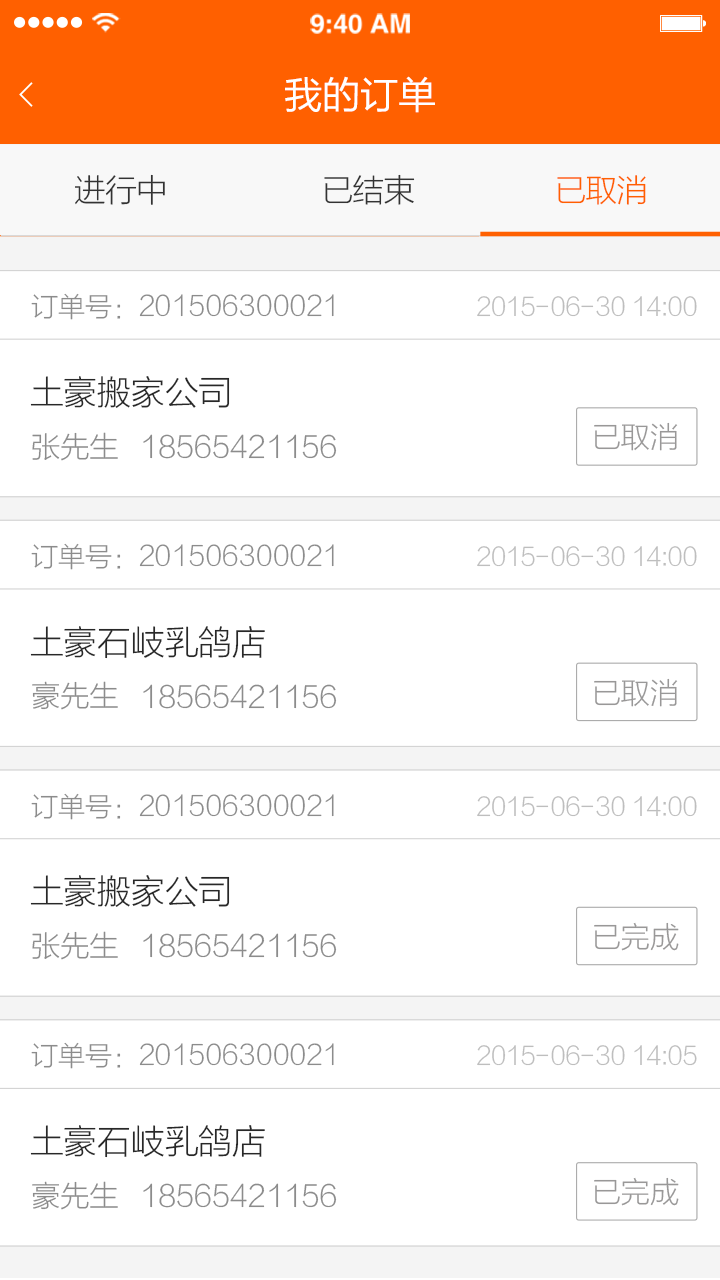 9:40 AM
我的订单
进行中 已结束 已取消
订单号：201506300021 2015-06-30 14:00
土豪搬家公司
张先生 18565421156 已取消
订单号：201506300021 2015-06-30 14:00
土豪石岐乳鸽店
豪先生 18565421156 已取消
订单号：201506300021 2015-06-30 14:00
土豪搬家公司
张先生 18565421156 已完成
订单号：201506300021 2015-06-30 14:05
土豪石岐乳鸽店
豪先生 18565421156 已完成